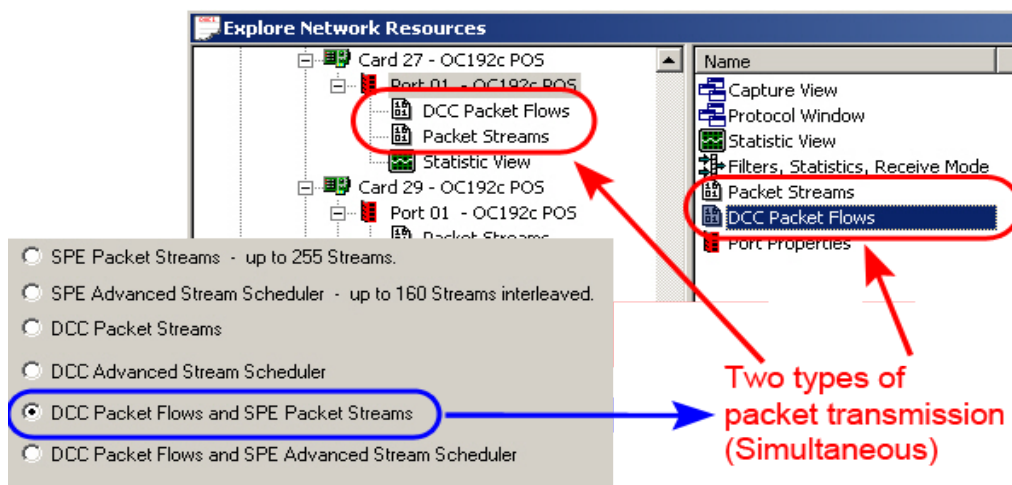 Explore Network Resources
Card 27 - OC192c POS
Port 01 - OC192c POS
DCC Packet Flows
Packet Streams
Statistic View
Card 29 - OC192c POS
Port 01 - OC192c POS
Packet Streams
Name
Capture View
Protocol Window
Statistic View
Filters, Statistics, Receive Mode
Packet Streams
DCC Packet Flows
Port Properties
SPE Packet Streams - up to 255 Streams.
SPE Advanced Stream Scheduler - up to 160 Streams interleaved.
DCC Packet Streams
DCC Advanced Stream Scheduler
DCC Packet Flows and SPE Packet Streams
DCC Packet Flows and SPE Advanced Stream Scheduler
Two types of
packet transmission
(Simultaneous)